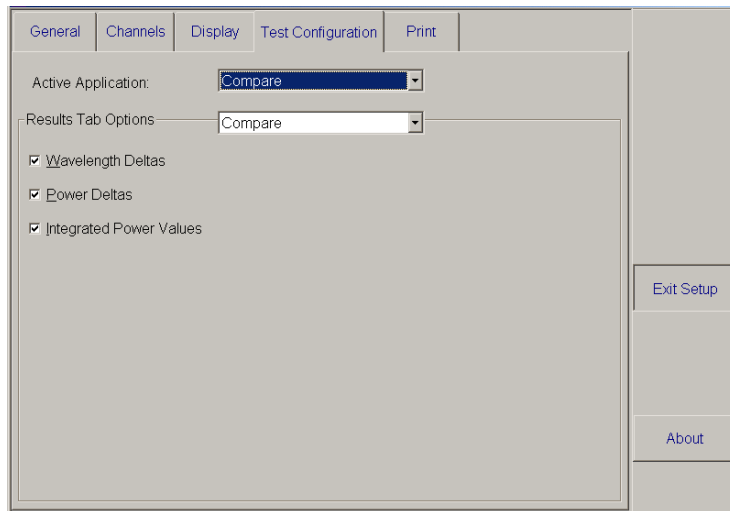 General Channels Display Test Configuration Print
Active Application: Compare
Results Tab Options Compare
Wavelength Deltas
Power Deltas
Integrated Power Values
Exit Setup
About